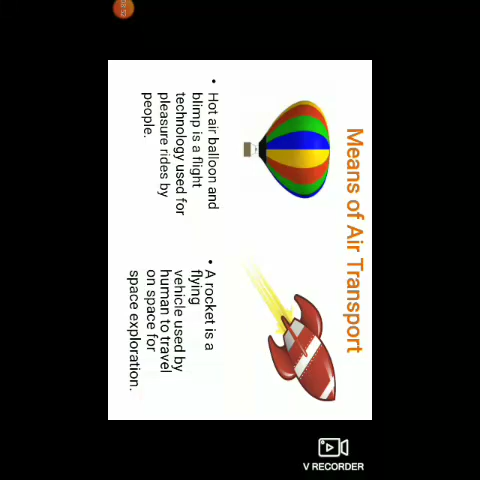 Means of Air Transport
• Hot air balloon and
blimp is a flight
technology used for
pleasure rides by
people.
• A rocket is a
flying
vehicle used by
human to travel
on space for
space exploration.
V RECORDER